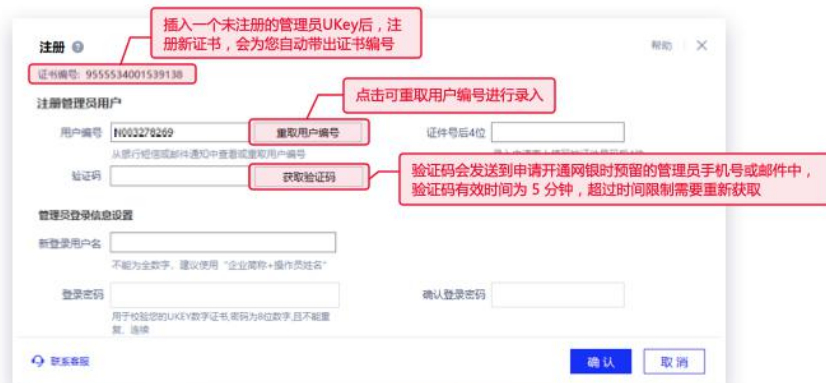 插入一个未注册的管理员UKey后，注
册新证书，会为您自动带出证书编号
注册
帮助
证书编号: 9555534001539138
点击可重取用户编号进行录入
注册管理员用户
用户编号 N003278269 重取用户编号 证件号后4位
从银行短信或邮件通知中查看或重取用户编号
验证码 获取验证码
验证码会发送到申请开通网银时预留的管理员手机号或邮件中，
验证码有效时间为 5 分钟，超过时间限制需要重新获取
管理员登录信息设置
新登录用户名
不能为全数字，建议使用“企业简称+操作员姓名”
登录密码 确认登录密码
用于校验您的UKEY数字证书,密码为8位数字,且不能重
复、连续
联系客服
确认 取消